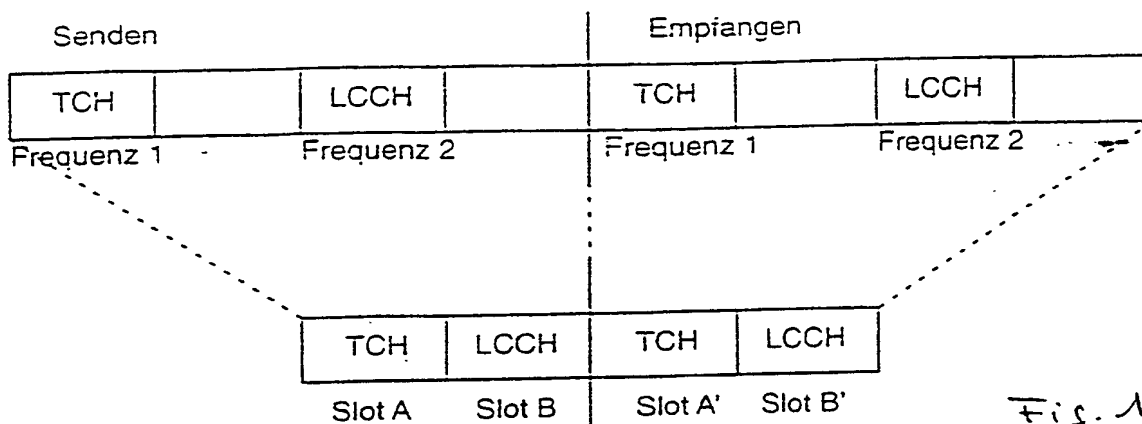 Senden Empfangen
TCH LCCH TCH LCCH
Frequenz 1 Frequenz 2 Frequenz 1 Frequenz 2
TCH LCCH TCH LCCH
Slot A Slot B Slot A' Slot B'
Fig. 1